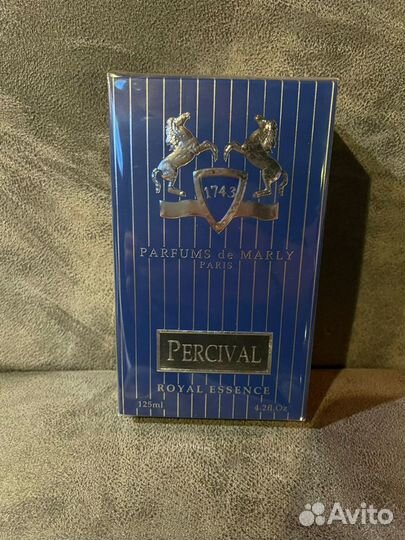 1743
PARFUMS de MARLY
PARIS
PERCIVAL
ROYAL ESSENCE
125ml 4.2fl.Oz
Avito